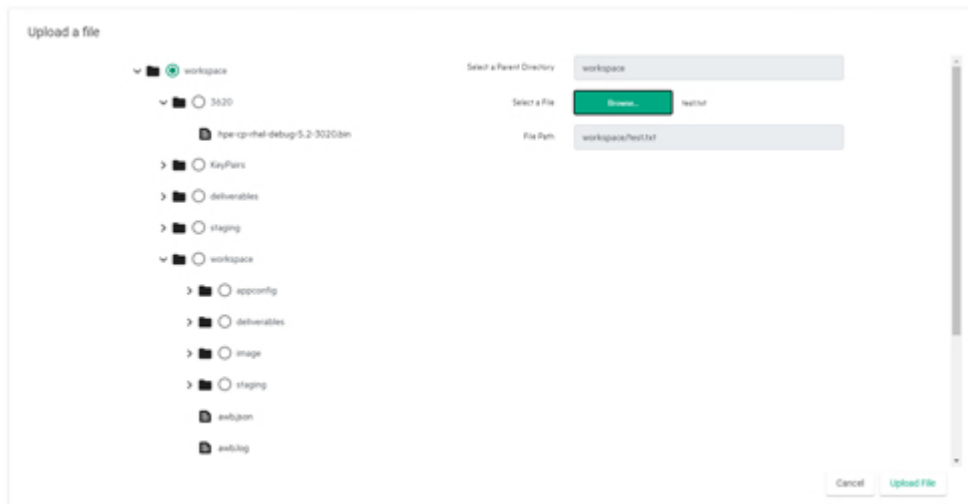 Upload a file
workspace
3620
hpe-cp-rhel-debug-5.2-3020.bin
KeyPairs
deliverables
staging
workspace
appconfig
deliverables
image
staging
awb.json
awb.log
Select a Parent Directory
workspace
Select a File
Browse...
test.txt
File Path
workspace/test.txt
Cancel
Upload File